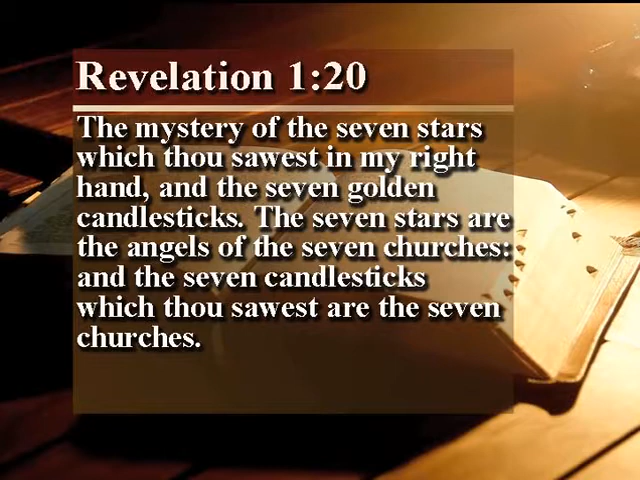 Revelation 1:20
The mystery of the seven stars
which thou sawest in my right
hand, and the seven golden
candlesticks. The seven stars are
the angels of the seven churches:
and the seven candlesticks
which thou sawest are the seven
churches.